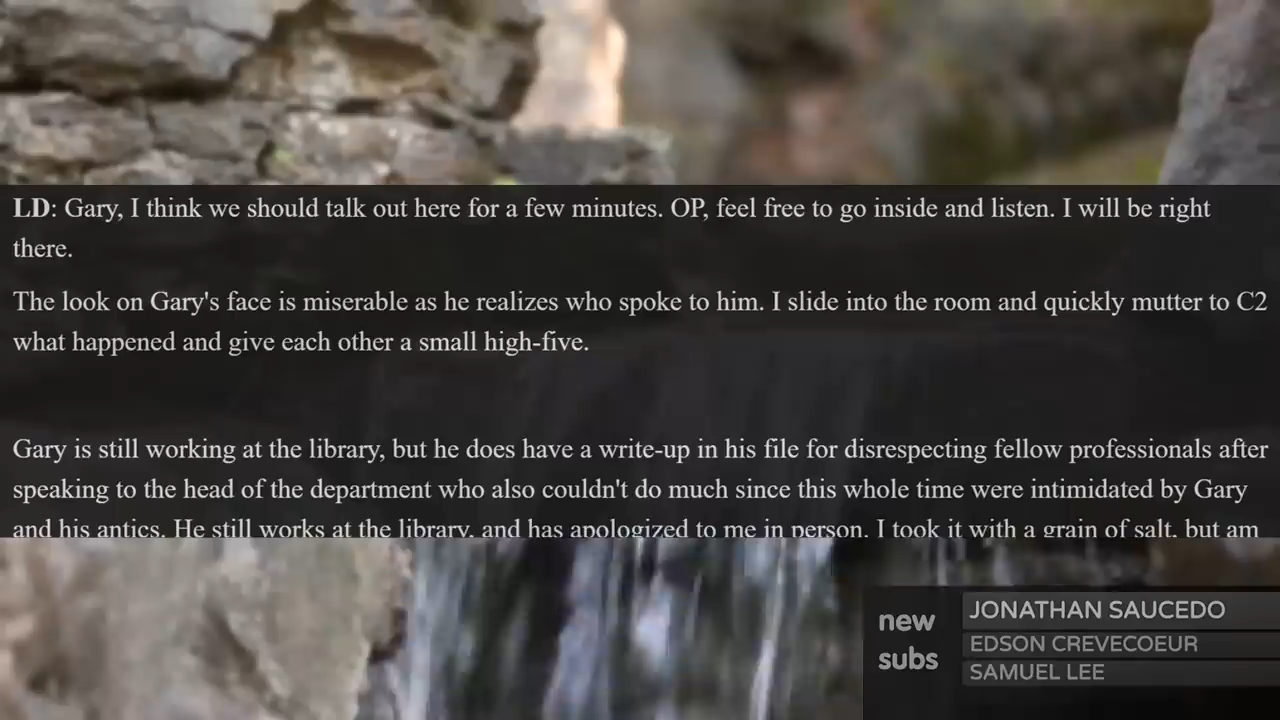 LD: Gary, I think we should talk out here for a few minutes. OP, feel free to go inside and listen. I will be right
there.
The look on Gary's face is miserable as he realizes who spoke to him. I slide into the room and quickly mutter to C2
what happened and give each other a small high-five.
Gary is still working at the library, but he does have a write-up in his file for disrespecting fellow professionals after
speaking to the head of the department who also couldn't do much since this whole time were intimidated by Gary
and his antics. He still works at the library, and has apologized to me in person. I took it with a grain of salt, but am
new
subs
JONATHAN SAUCEDO
EDSON CREVECOEUR
SAMUEL LEE